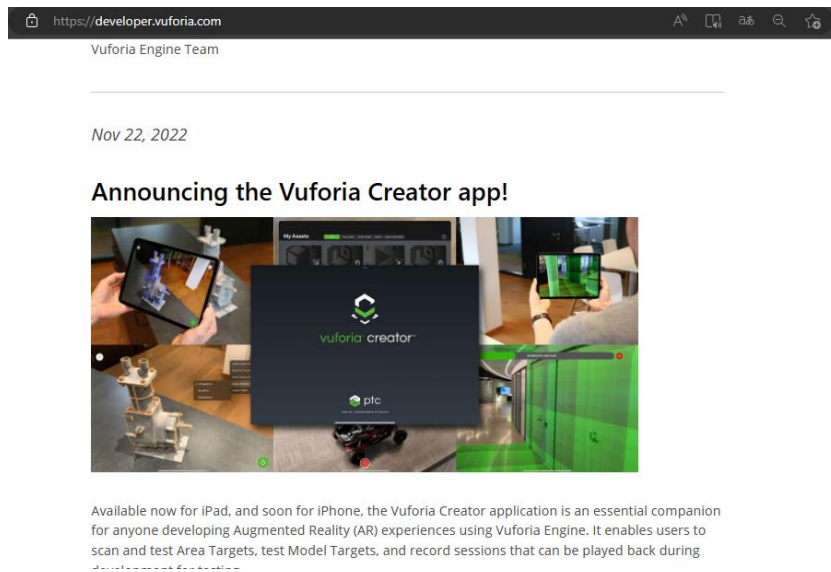 https://developer.vuforia.com
Vuforia Engine Team
Nov 22, 2022
Announcing the Vuforia Creator app!
My Assets
vuforia creator
ptc
Available now for iPad, and soon for iPhone, the Vuforia Creator application is an essential companion
for anyone developing Augmented Reality (AR) experiences using Vuforia Engine. It enables users to
scan and test Area Targets, test Model Targets, and record sessions that can be played back during
development for testing.